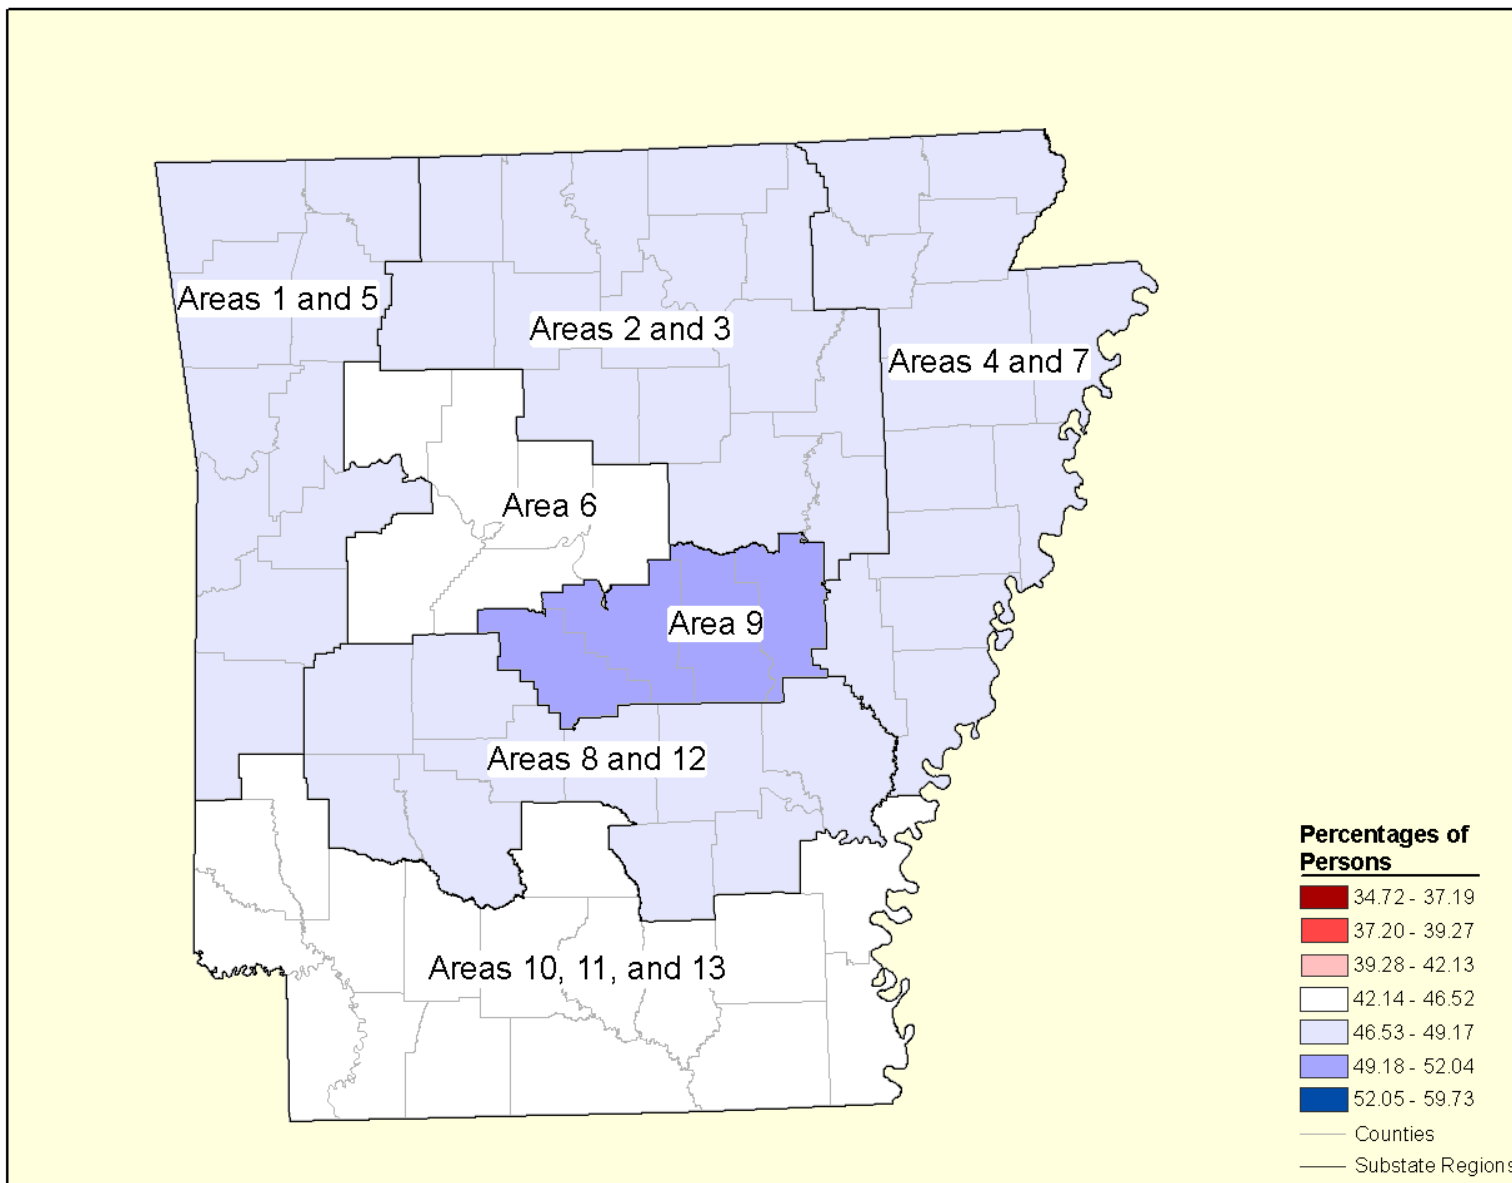 Areas 1 and 5
Areas 2 and 3
Areas 4 and 7
Area 6
Area 9
Areas 8 and 12
Areas 10, 11, and 13
Percentages of
Persons
34.72 - 37.19
37.20 - 39.27
39.28 - 42.13
42.14 - 46.52
46.53 - 49.17
49.18 - 52.04
52.05 - 59.73
Counties
Substate Regions